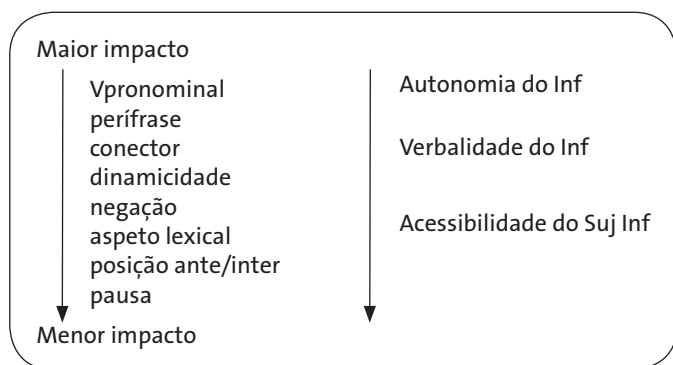 Maior impacto
Vpronominal
perífrase
conector
dinamicidade
negação
aspeto lexical
posição ante/inter
pausa
Menor impacto
Autonomia do Inf
Verbalidade do Inf
Acessibilidade do Suj Inf